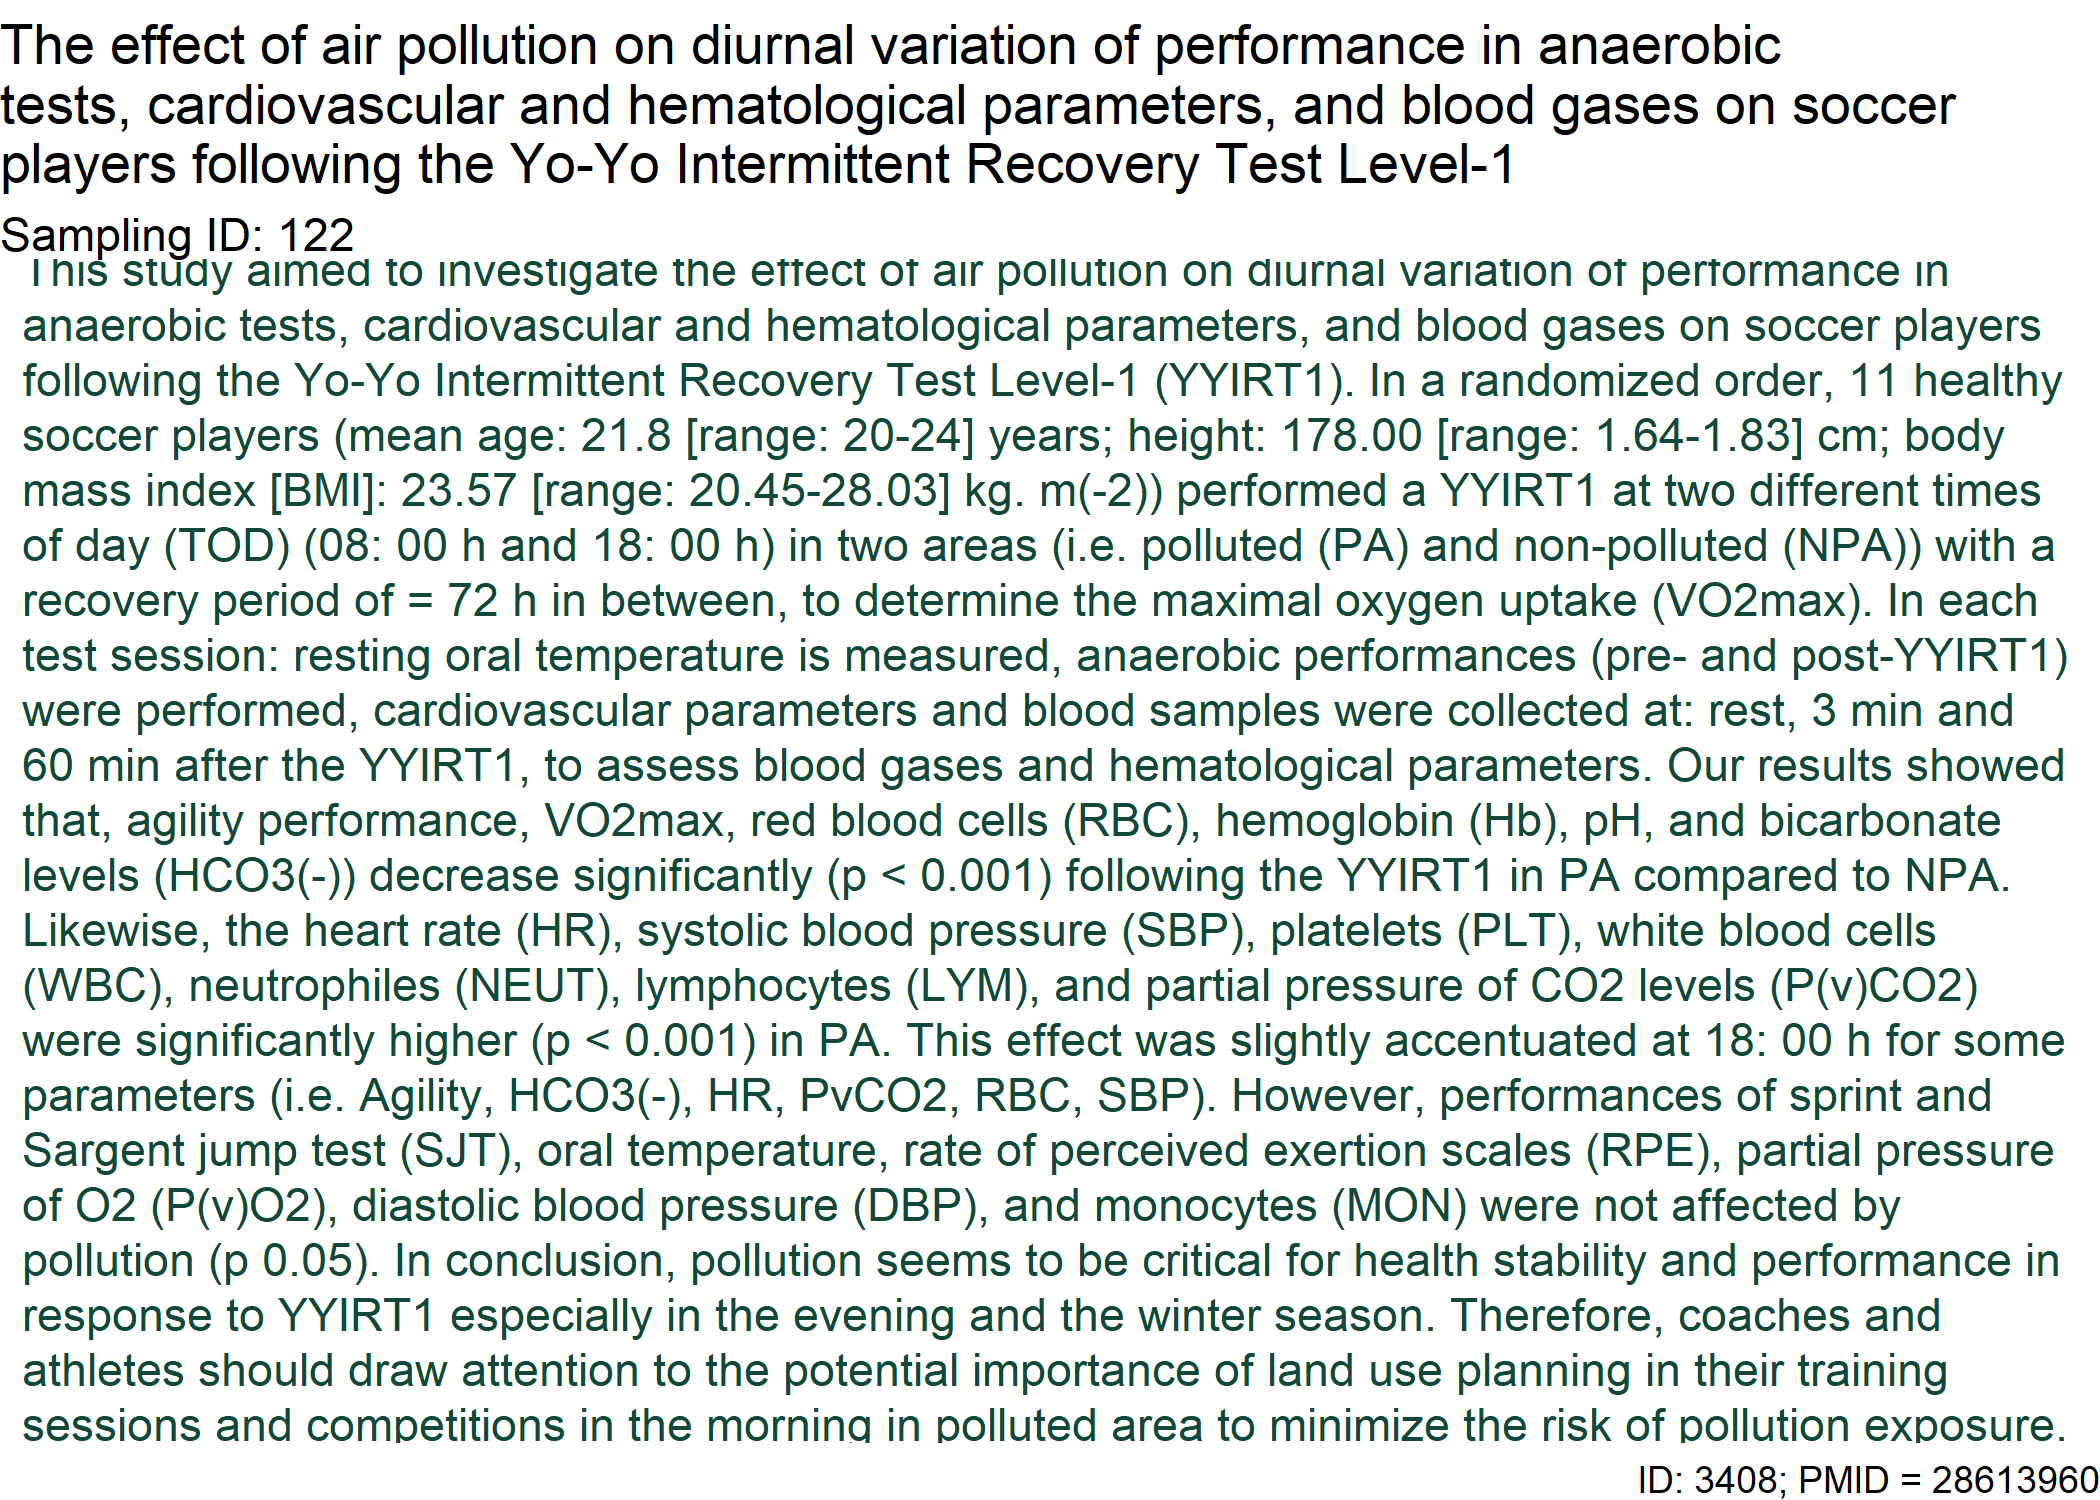 The effect of air pollution on diurnal variation of performance in anaerobic
tests, cardiovascular and hematological parameters, and blood gases on soccer
players following the Yo-Yo Intermittent Recovery Test Level-1
Sampling ID: 122
This study aimed to investigate the effect of air pollution on diurnal variation of performance in
anaerobic tests, cardiovascular and hematological parameters, and blood gases on soccer players
following the Yo-Yo Intermittent Recovery Test Level-1 (YYIRT1). In a randomized order, 11 healthy
soccer players (mean age: 21.8 [range: 20-24] years; height: 178.00 [range: 1.64-1.83] cm; body
mass index [BMI]: 23.57 [range: 20.45-28.03] kg. m(-2)) performed a YYIRT1 at two different times
of day (TOD) (08: 00 h and 18: 00 h) in two areas (i.e. polluted (PA) and non-polluted (NPA)) with a
recovery period of = 72 h in between, to determine the maximal oxygen uptake (VO2max). In each
test session: resting oral temperature is measured, anaerobic performances (pre- and post-YYIRT1)
were performed, cardiovascular parameters and blood samples were collected at: rest, 3 min and
60 min after the YYIRT1, to assess blood gases and hematological parameters. Our results showed
that, agility performance, VO2max, red blood cells (RBC), hemoglobin (Hb), pH, and bicarbonate
levels (HCO3(-)) decrease significantly (p < 0.001) following the YYIRT1 in PA compared to NPA.
Likewise, the heart rate (HR), systolic blood pressure (SBP), platelets (PLT), white blood cells
(WBC), neutrophiles (NEUT), lymphocytes (LYM), and partial pressure of CO2 levels (P(v)CO2)
were significantly higher (p < 0.001) in PA. This effect was slightly accentuated at 18: 00 h for some
parameters (i.e. Agility, HCO3(-), HR, PvCO2, RBC, SBP). However, performances of sprint and
Sargent jump test (SJT), oral temperature, rate of perceived exertion scales (RPE), partial pressure
of O2 (P(v)O2), diastolic blood pressure (DBP), and monocytes (MON) were not affected by
pollution (p 0.05). In conclusion, pollution seems to be critical for health stability and performance in
response to YYIRT1 especially in the evening and the winter season. Therefore, coaches and
athletes should draw attention to the potential importance of land use planning in their training
sessions and competitions in the morning in polluted area to minimize the risk of pollution exposure.
ID: 3408; PMID = 28613960